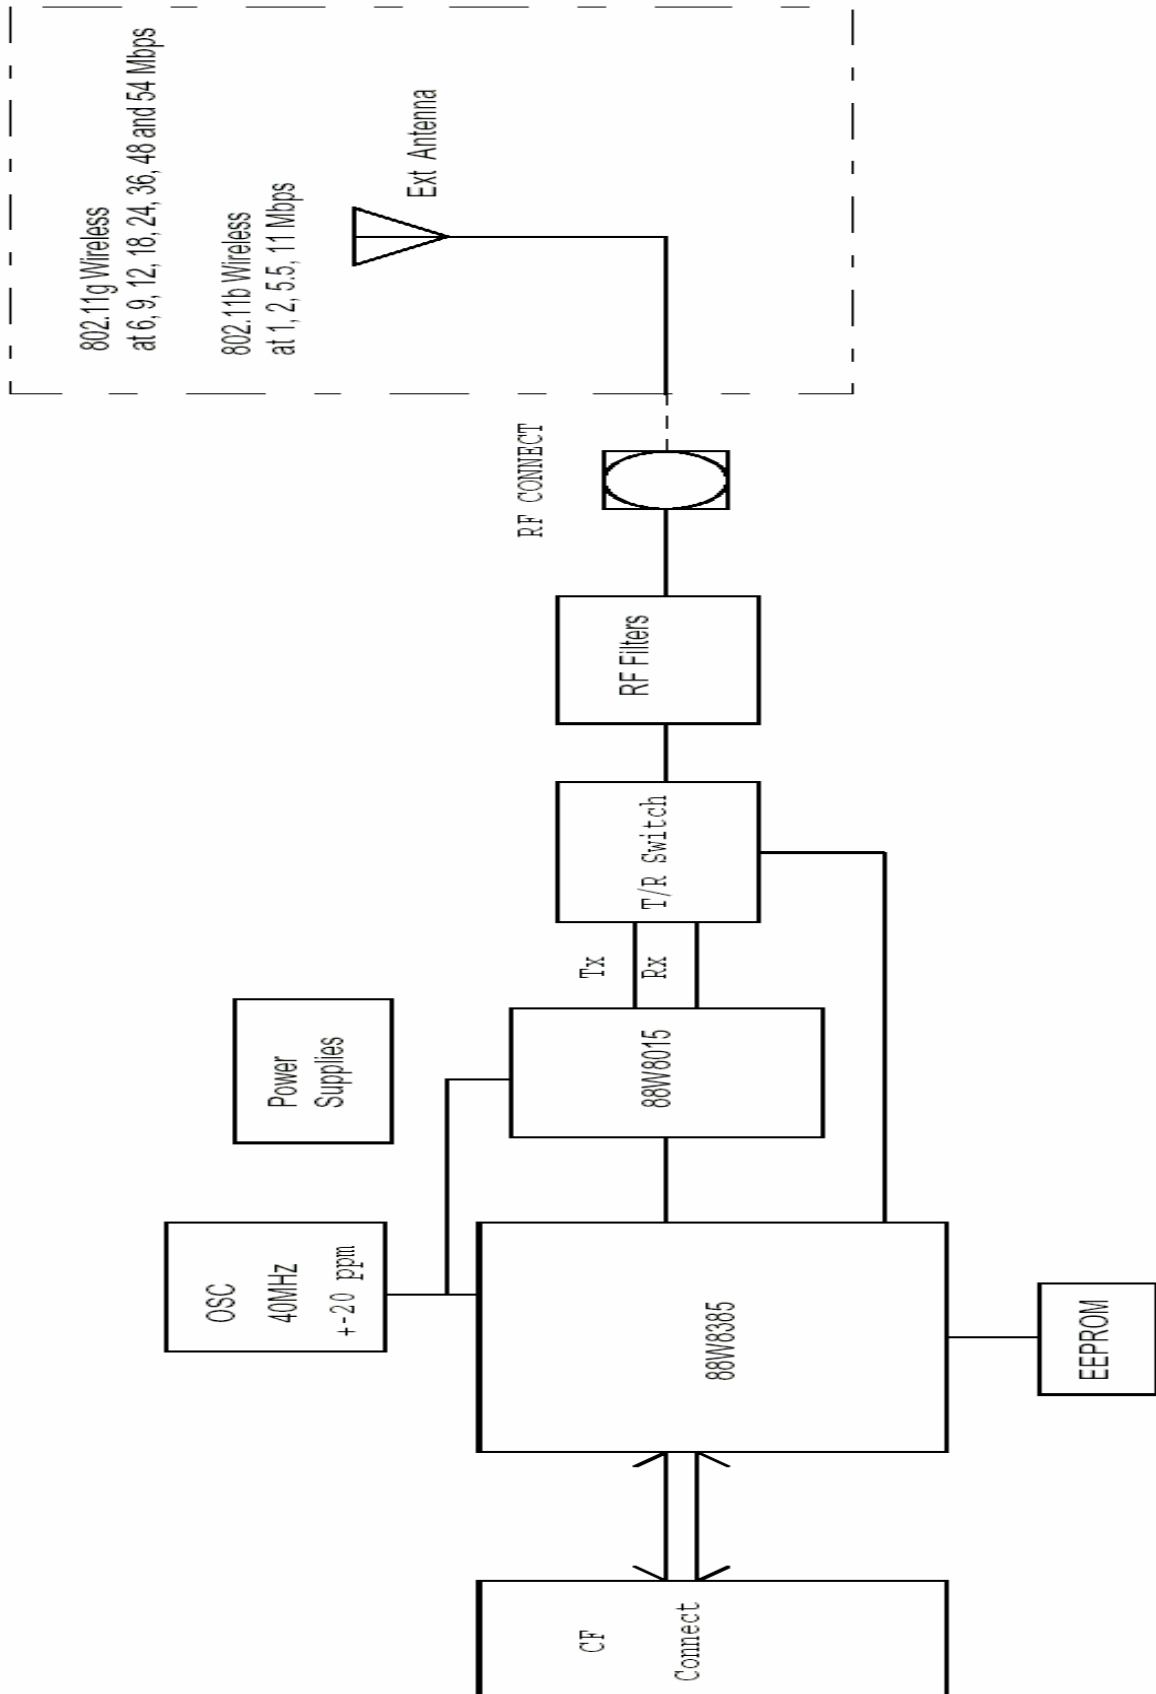 802.11g Wireless
at 6, 9, 12, 18, 24, 36, 48 and 54 Mbps
802.11b Wireless
at 1, 2, 5.5, 11 Mbps
Ext Antenna
RF CONNECT
RF Filters
T/R Switch
Tx
Rx
Power
Supplies
88W8015
OSC
40MHz
+-20 ppm
88W8385
EEPROM
CF
Connect